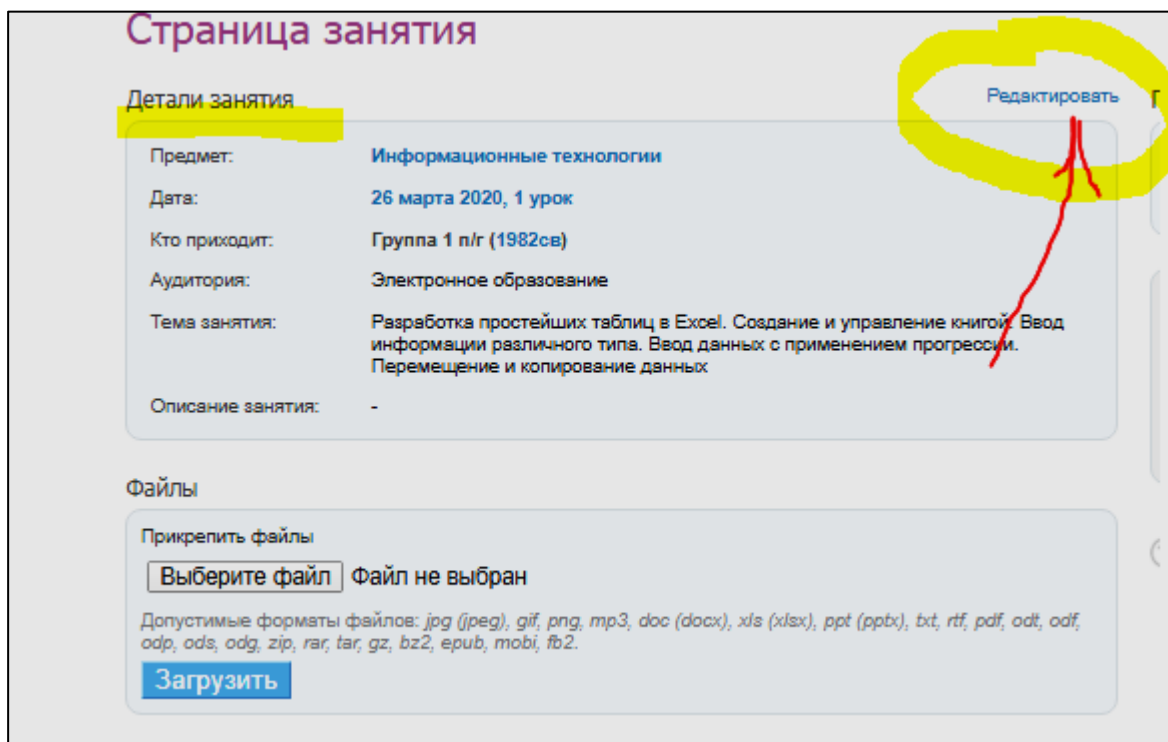 Страница занятия
Детали занятия
Редактировать
Предмет: Информационные технологии
Дата: 26 марта 2020, 1 урок
Кто приходит: Группа 1 п/г (1982св)
Аудитория: Электронное образование
Тема занятия: Разработка простейших таблиц в Excel. Создание и управление книгой. Ввод
информации различного типа. Ввод данных с применением прогрессии.
Перемещение и копирование данных
Описание занятия: -
Файлы
Прикрепить файлы
Выберите файл Файл не выбран
Допустимые форматы файлов: jpg (jpeg), gif, png, mp3, doc (docx), xls (xlsx), ppt (pptx), txt, rtf, pdf, odt, odf,
odp, ods, odg, zip, rar, tar, gz, bz2, epub, mobi, fb2.
Загрузить